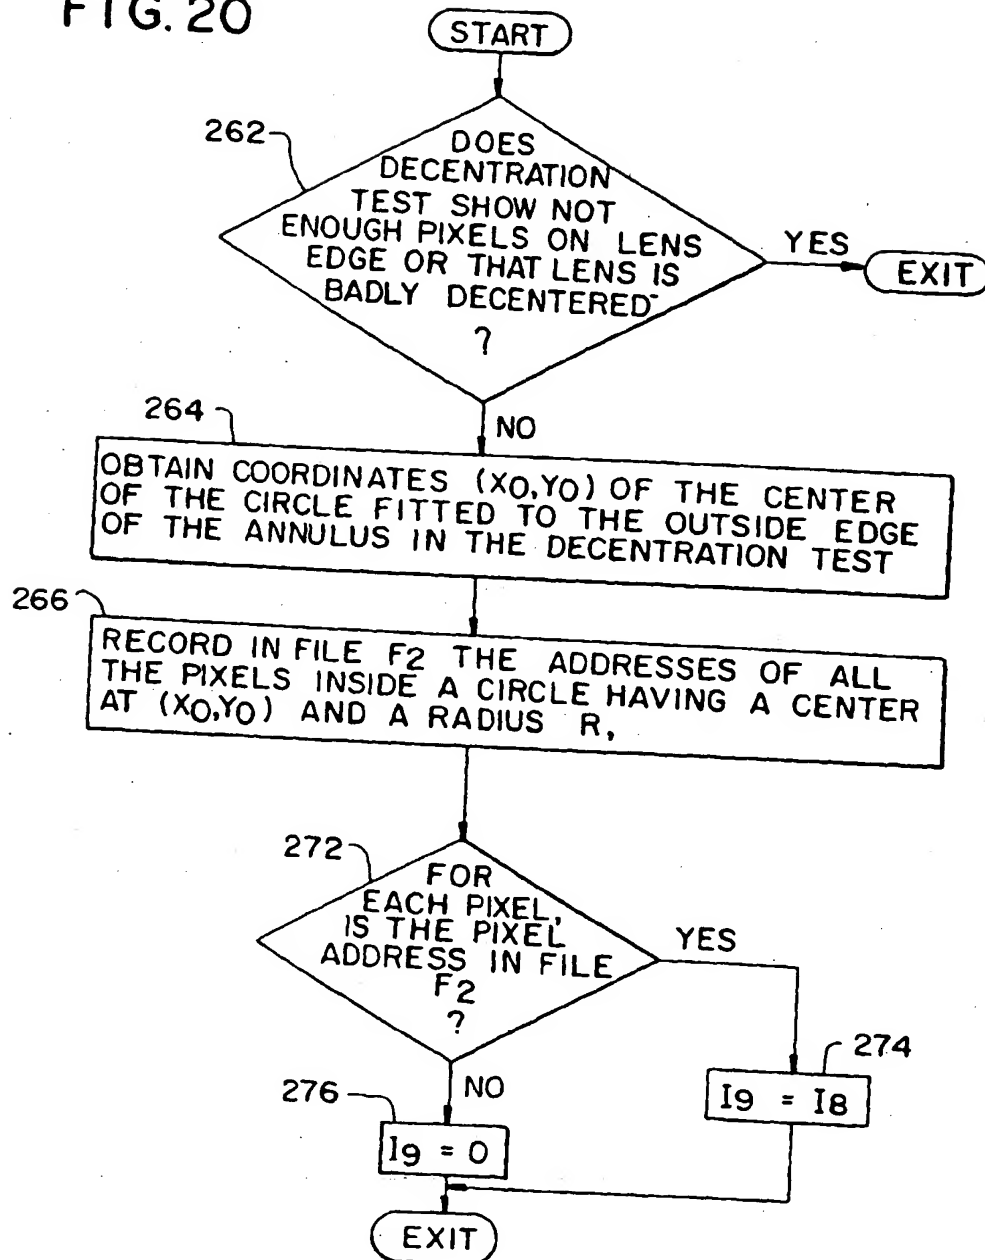 FIG. 20
START
262
DOES
DECENTRATION
TEST SHOW NOT
ENOUGH PIXELS ON LENS
EDGE OR THAT LENS IS
BADLY DECENTERED
?
YES
EXIT
NO
264
OBTAIN COORDINATES (XO,YO) OF THE CENTER
OF THE CIRCLE FITTED TO THE OUTSIDE EDGE
OF THE ANNULUS IN THE DECENTRATION TEST
266
RECORD IN FILE F2 THE ADDRESSES OF ALL
THE PIXELS INSIDE A CIRCLE HAVING A CENTER
AT (XO,YO) AND A RADIUS R,
272
FOR
EACH PIXEL,
IS THE PIXEL
ADDRESS IN FILE
F2
?
YES
274
I9 = I8
NO
276
I9 = 0
EXIT